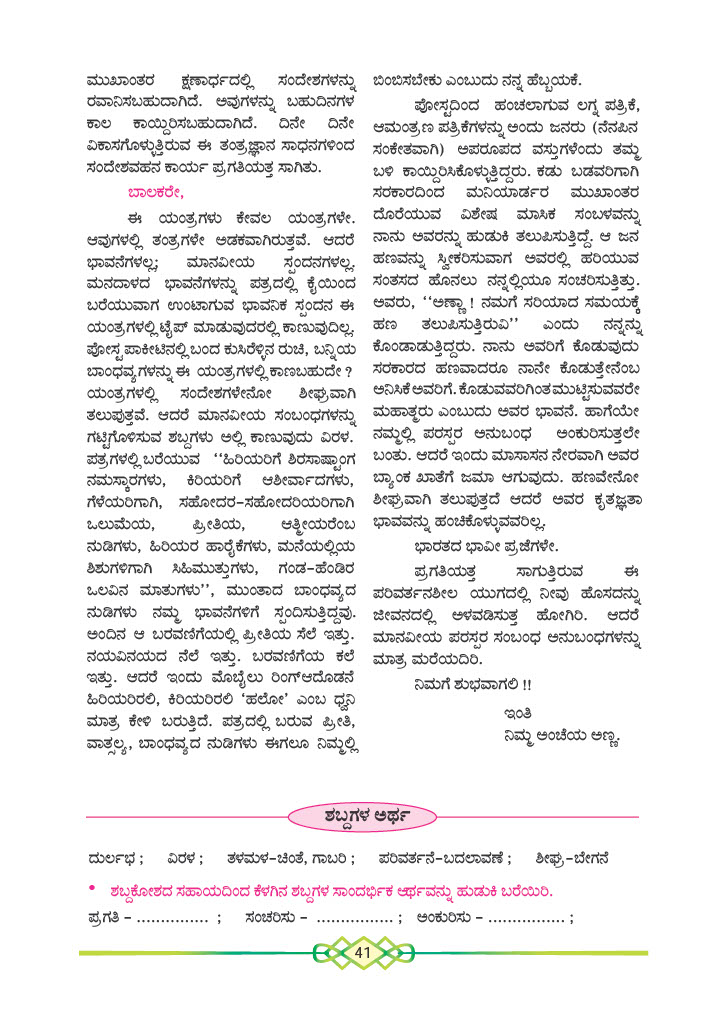 ಮುಖಾಂತರ ಕ್ಷಣಾರ್ಧದಲ್ಲಿ ಸಂದೇಶಗಳನ್ನು
ರವಾನಿಸಬಹುದಾಗಿದೆ. ಅವುಗಳನ್ನು ಬಹುದಿನಗಳ
ಕಾಲ ಕಾಯ್ದಿರಿಸಬಹುದಾಗಿದೆ. ದಿನೇ ದಿನೇ
ವಿಕಾಸಗೊಳ್ಳುತ್ತಿರುವ ಈ ತಂತ್ರಜ್ಞಾನ ಸಾಧನಗಳಿಂದ
ಸಂದೇಶವಹನ ಕಾರ್ಯ ಪ್ರಗತಿಯತ್ತ ಸಾಗಿತು.
ಬಾಲಕರೇ,
ಈ ಯಂತ್ರಗಳು ಕೇವಲ ಯಂತ್ರಗಳೇ.
ಆವುಗಳಲ್ಲಿ ತಂತ್ರಗಳೇ ಅಡಕವಾಗಿರುತ್ತವೆ. ಆದರೆ
ಭಾವನೆಗಳಲ್ಲ; ಮಾನವೀಯ ಸ್ಪಂದನಗಳಲ್ಲ.
ಮನದಾಳದ ಭಾವನೆಗಳನ್ನು ಪತ್ರದಲ್ಲಿ ಕೈಯಿಂದ
ಬರೆಯುವಾಗ ಉಂಟಾಗುವ ಭಾವನಿಕ ಸ್ಪಂದನ ಈ
ಯಂತ್ರಗಳಲ್ಲಿ ಟೈಪ್ ಮಾಡುವುದರಲ್ಲಿ ಕಾಣುವುದಿಲ್ಲ.
ಪೋಸ್ಟ ಪಾಕೀಟಿನಲ್ಲಿ ಬಂದ ಕುಸಿರೆಳ್ಳಿನ ರುಚಿ, ಬನ್ನಿಯ
ಬಾಂಧವ್ಯಗಳನ್ನು ಈ ಯಂತ್ರಗಳಲ್ಲಿ ಕಾಣಬಹುದೇ ?
ಯಂತ್ರಗಳಲ್ಲಿ ಸಂದೇಶಗಳೇನೋ ಶೀಘ್ರವಾಗಿ
ತಲುಪುತ್ತವೆ. ಆದರೆ ಮಾನವೀಯ ಸಂಬಂಧಗಳನ್ನು
ಗಟ್ಟಿಗೊಳಿಸುವ ಶಬ್ದಗಳು ಅಲ್ಲಿ ಕಾಣುವುದು ವಿರಳ.
ಪತ್ರಗಳಲ್ಲಿ ಬರೆಯುವ ‘‘ಹಿರಿಯರಿಗೆ ಶಿರಸಾಷ್ಟಾಂಗ
ನಮಸ್ಕಾರಗಳು, ಕಿರಿಯರಿಗೆ ಆಶೀರ್ವಾದಗಳು,
ಗೆಳೆಯರಿಗಾಗಿ, ಸಹೋದರ-ಸಹೋದರಿಯರಿಗಾಗಿ
ಒಲುಮೆಯ, ಪ್ರೀತಿಯ, ಆತ್ಮೀಯರೆಂಬ
ನುಡಿಗಳು, ಹಿರಿಯರ ಹಾರೈಕೆಗಳು, ಮನೆಯಲ್ಲಿಯ
ಶಿಶುಗಳಿಗಾಗಿ ಸಿಹಿಮುತ್ತುಗಳು, ಗಂಡ-ಹೆಂಡಿರ
ಒಲವಿನ ಮಾತುಗಳು’’, ಮುಂತಾದ ಬಾಂಧವ್ಯದ
ನುಡಿಗಳು ನಮ್ಮ ಭಾವನೆಗಳಿಗೆ ಸ್ಪಂದಿಸುತ್ತಿದ್ದವು.
ಅಂದಿನ ಆ ಬರವಣಿಗೆಯಲ್ಲಿ ಪ್ರೀತಿಯ ಸೆಲೆ ಇತ್ತು.
ನಯವಿನಯದ ನೆಲೆ ಇತ್ತು. ಬರವಣಿಗೆಯ ಕಲೆ
ಇತ್ತು. ಆದರೆ ಇಂದು ಮೊಬೈಲು ರಿಂಗ್‌ಆದೊಡನೆ
ಹಿರಿಯರಿರಲಿ, ಕಿರಿಯರಿರಲಿ ‘ಹಲೋ’ ಎಂಬ ಧ್ವನಿ
ಮಾತ್ರ ಕೇಳಿ ಬರುತ್ತಿದೆ. ಪತ್ರದಲ್ಲಿ ಬರುವ ಪ್ರೀತಿ,
ವಾತ್ಸಲ್ಯ, ಬಾಂಧವ್ಯದ ನುಡಿಗಳು ಈಗಲೂ ನಿಮ್ಮಲ್ಲಿ
ಬಿಂಬಿಸಬೇಕು ಎಂಬುದು ನನ್ನ ಹೆಬ್ಬಯಕೆ.
ಪೋಸ್ಟದಿಂದ ಹಂಚಲಾಗುವ ಲಗ್ನ ಪತ್ರಿಕೆ,
ಆಮಂತ್ರಣ ಪತ್ರಿಕೆಗಳನ್ನು ಅಂದು ಜನರು (ನೆನಪಿನ
ಸಂಕೇತವಾಗಿ) ಅಪರೂಪದ ವಸ್ತುಗಳೆಂದು ತಮ್ಮ
ಬಳಿ ಕಾಯ್ದಿರಿಸಿಕೊಳ್ಳುತ್ತಿದ್ದರು. ಕಡು ಬಡವರಿಗಾಗಿ
ಸರಕಾರದಿಂದ ಮನಿಯಾರ್ಡರ ಮುಖಾಂತರ
ದೊರೆಯುವ ವಿಶೇಷ ಮಾಸಿಕ ಸಂಬಳವನ್ನು
ನಾನು ಅವರನ್ನು ಹುಡುಕಿ ತಲುಪಿಸುತ್ತಿದ್ದೆ. ಆ ಜನ
ಹಣವನ್ನು ಸ್ವೀಕರಿಸುವಾಗ ಅವರಲ್ಲಿ ಹರಿಯುವ
ಸಂತಸದ ಹೊನಲು ನನ್ನಲ್ಲಿಯೂ ಸಂಚರಿಸುತ್ತಿತ್ತು.
ಅವರು, ‘‘ಅಣ್ಣಾ ! ನಮಗೆ ಸರಿಯಾದ ಸಮಯಕ್ಕೆ
ಹಣ ತಲುಪಿಸುತ್ತಿರುವಿ’’ ಎಂದು ನನ್ನನ್ನು
ಕೊಂಡಾಡುತ್ತಿದ್ದರು. ನಾನು ಅವರಿಗೆ ಕೊಡುವುದು
ಸರಕಾರದ ಹಣವಾದರೂ ನಾನೇ ಕೊಡುತ್ತೇನೆಂಬ
ಅನಿಸಿಕೆ ಅವರಿಗೆ. ಕೊಡುವವರಿಗಿಂತ ಮುಟ್ಟಿಸುವವರೇ
ಮಹಾತ್ಮರು ಎಂಬುದು ಅವರ ಭಾವನೆ. ಹಾಗೆಯೇ
ನಮ್ಮಲ್ಲಿ ಪರಸ್ಪರ ಅನುಬಂಧ ಅಂಕುರಿಸುತ್ತಲೇ
ಬಂತು. ಆದರೆ ಇಂದು ಮಾಸಾಸನ ನೇರವಾಗಿ ಅವರ
ಬ್ಯಾಂಕ ಖಾತೆಗೆ ಜಮಾ ಆಗುವುದು. ಹಣವೇನೋ
ಶೀಘ್ರವಾಗಿ ತಲುಪುತ್ತದೆ ಆದರೆ ಅವರ ಕೃತಜ್ಞತಾ
ಭಾವವನ್ನು ಹಂಚಿಕೊಳ್ಳುವವರಿಲ್ಲ.
ಭಾರತದ ಭಾವೀ ಪ್ರಜೆಗಳೇ.
ಪ್ರಗತಿಯತ್ತ ಸಾಗುತ್ತಿರುವ ಈ
ಪರಿವರ್ತನಶೀಲ ಯುಗದಲ್ಲಿ ನೀವು ಹೊಸದನ್ನು
ಜೀವನದಲ್ಲಿ ಅಳವಡಿಸುತ್ತ ಹೋಗಿರಿ. ಆದರೆ
ಮಾನವೀಯ ಪರಸ್ಪರ ಸಂಬಂಧ ಅನುಬಂಧಗಳನ್ನು
ಮಾತ್ರ ಮರೆಯದಿರಿ.
ನಿಮಗೆ ಶುಭವಾಗಲಿ !!
ಇಂತಿ
ನಿಮ್ಮ ಅಂಚೆಯ ಅಣ್ಣ.
ಶಬ್ದಗಳ ಅರ್ಥ
ದುರ್ಲಭ ; ವಿರಳ ; ತಳಮಳ-ಚಿಂತೆ, ಗಾಬರಿ ; ಪರಿವರ್ತನೆ-ಬದಲಾವಣೆ ; ಶೀಘ್ರ-ಬೇಗನೆ
• ಶಬ್ದಕೋಶದ ಸಹಾಯದಿಂದ ಕೆಳಗಿನ ಶಬ್ದಗಳ ಸಾಂದರ್ಭಿಕ ಅರ್ಥವನ್ನು ಹುಡುಕಿ ಬರೆಯಿರಿ.
ಪ್ರಗತಿ - ............... ; ಸಂಚರಿಸು - ................ ; ಅಂಕುರಿಸು - ................ ;
41